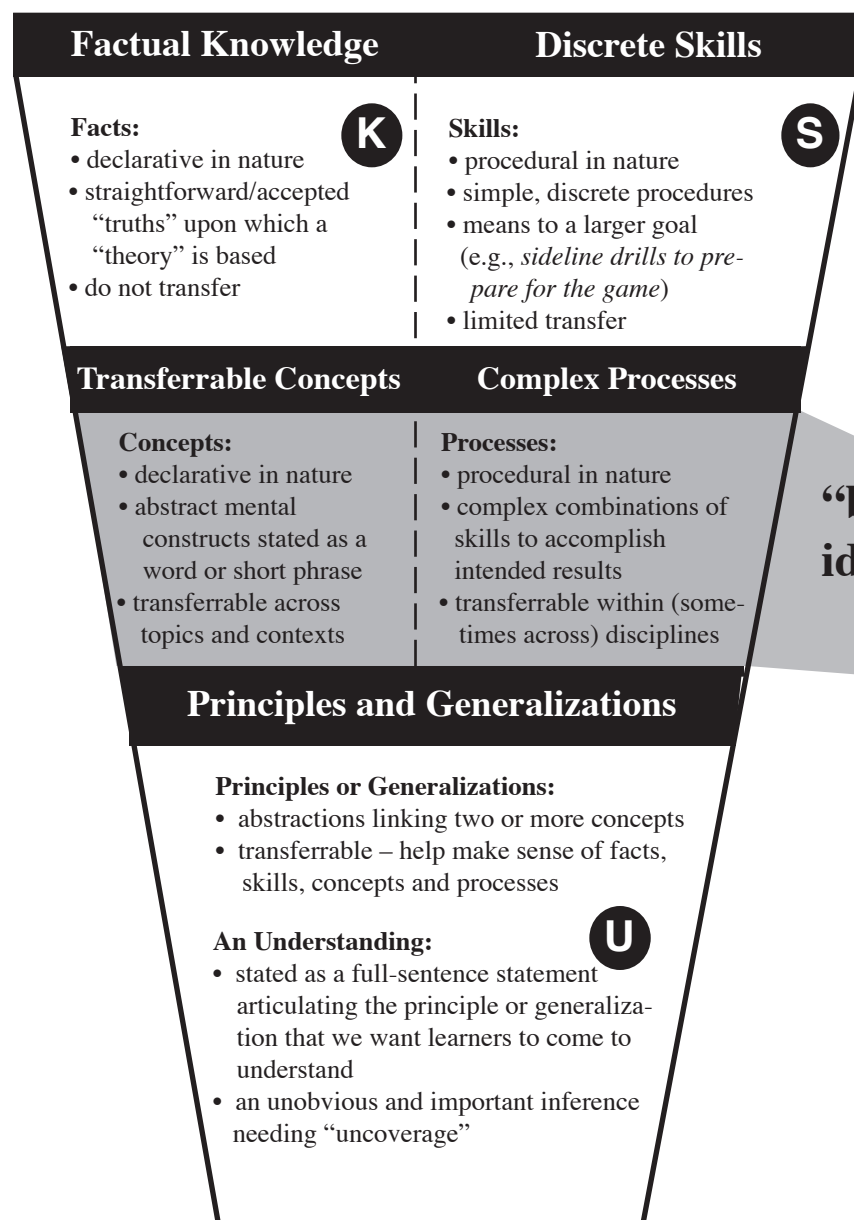 Factual Knowledge
Discrete Skills
K
Facts:
• declarative in nature
• straightforward/accepted
“truths” upon which a
“theory” is based
• do not transfer
S
Skills:
• procedural in nature
• simple, discrete procedures
• means to a larger goal
(e.g., sideline drills to pre-
pare for the game)
• limited transfer
Transferrable Concepts
Complex Processes
Concepts:
• declarative in nature
• abstract mental
constructs stated as a
word or short phrase
• transferrable across
topics and contexts
Processes:
• procedural in nature
• complex combinations of
skills to accomplish
intended results
• transferrable within (some-
times across) disciplines
Principles and Generalizations
Principles or Generalizations:
• abstractions linking two or more concepts
• transferrable – help make sense of facts,
skills, concepts and processes
U
An Understanding:
• stated as a full-sentence statement
articulating the principle or generaliza-
tion that we want learners to come to
understand
• an unobvious and important inference
needing “uncoverage”